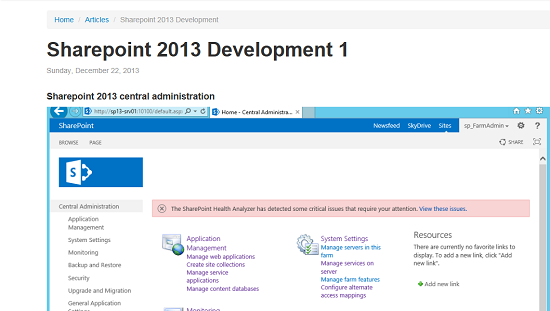 Home / Articles / Sharepoint 2013 Development
Sharepoint 2013 Development 1
Sunday, December 22, 2013
Sharepoint 2013 central administration
http://sp13-srv01:10100/default.asp
Home - Central Administra...
SharePoint
Newsfeed SkyDrive Sites sp_FarmAdmin
BROWSE PAGE
SHARE
S
The SharePoint Health Analyzer has detected some critical issues that require your attention. View these issues.
Central Administration
Application
Management
System Settings
Monitoring
Backup and Restore
Security
Upgrade and Migration
General Application
Settings
Application
Management
Manage web applications
Create site collections
Manage service
applications
Manage content databases
Monitoring
System Settings
Manage servers in this
farm
Manage services on
server
Manage farm features
Configure alternate
access mappings
Resources
There are currently no favorite links to
display. To add a new link, click "Add
new link".
Add new link